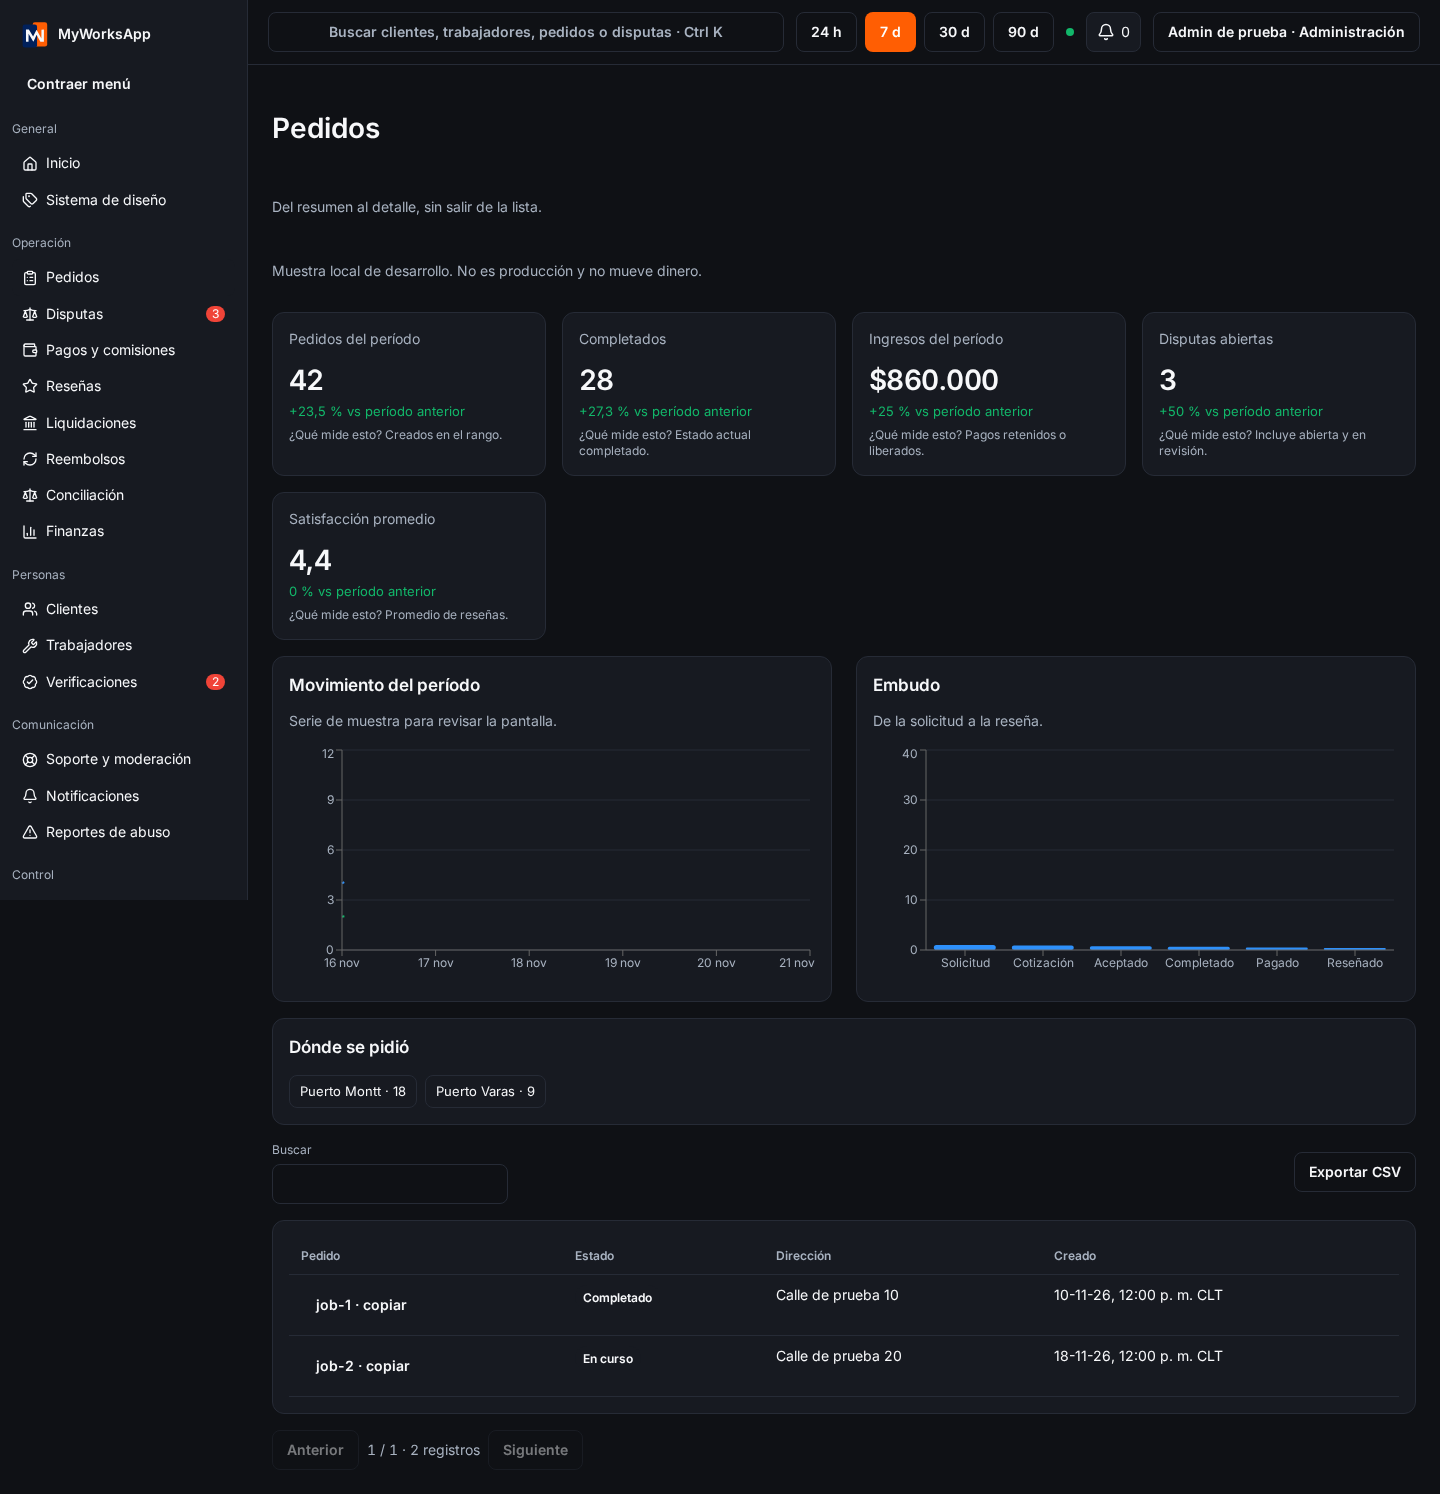 MyWorksApp
Buscar clientes, trabajadores, pedidos o disputas · Ctrl K
24 h
7 d
30 d
90 d
0
Admin de prueba · Administración
Contraer menú
General
Inicio
Sistema de diseño
Operación
Pedidos
Disputas
3
Pagos y comisiones
Reseñas
Liquidaciones
Reembolsos
Conciliación
Finanzas
Personas
Clientes
Trabajadores
Verificaciones
2
Comunicación
Soporte y moderación
Notificaciones
Reportes de abuso
Control
Pedidos
Del resumen al detalle, sin salir de la lista.
Muestra local de desarrollo. No es producción y no mueve dinero.
Pedidos del período
42
+23,5 % vs período anterior
¿Qué mide esto? Creados en el rango.
Completados
28
+27,3 % vs período anterior
¿Qué mide esto? Estado actual
completado.
Ingresos del período
$860.000
+25 % vs período anterior
¿Qué mide esto? Pagos retenidos o
liberados.
Disputas abiertas
3
+50 % vs período anterior
¿Qué mide esto? Incluye abierta y en
revisión.
Satisfacción promedio
4,4
0 % vs período anterior
¿Qué mide esto? Promedio de reseñas.
Movimiento del período
Serie de muestra para revisar la pantalla.
12
9
6
3
0
16 nov
17 nov
18 nov
19 nov
20 nov
21 nov
Embudo
De la solicitud a la reseña.
40
30
20
10
0
Solicitud
Cotización
Aceptado
Completado
Pagado
Reseñado
Dónde se pidió
Puerto Montt · 18
Puerto Varas · 9
Buscar
Exportar CSV
Pedido
Estado
Dirección
Creado
job-1 · copiar
Completado
Calle de prueba 10
10-11-26, 12:00 p. m. CLT
job-2 · copiar
En curso
Calle de prueba 20
18-11-26, 12:00 p. m. CLT
Anterior
1 / 1 · 2 registros
Siguiente